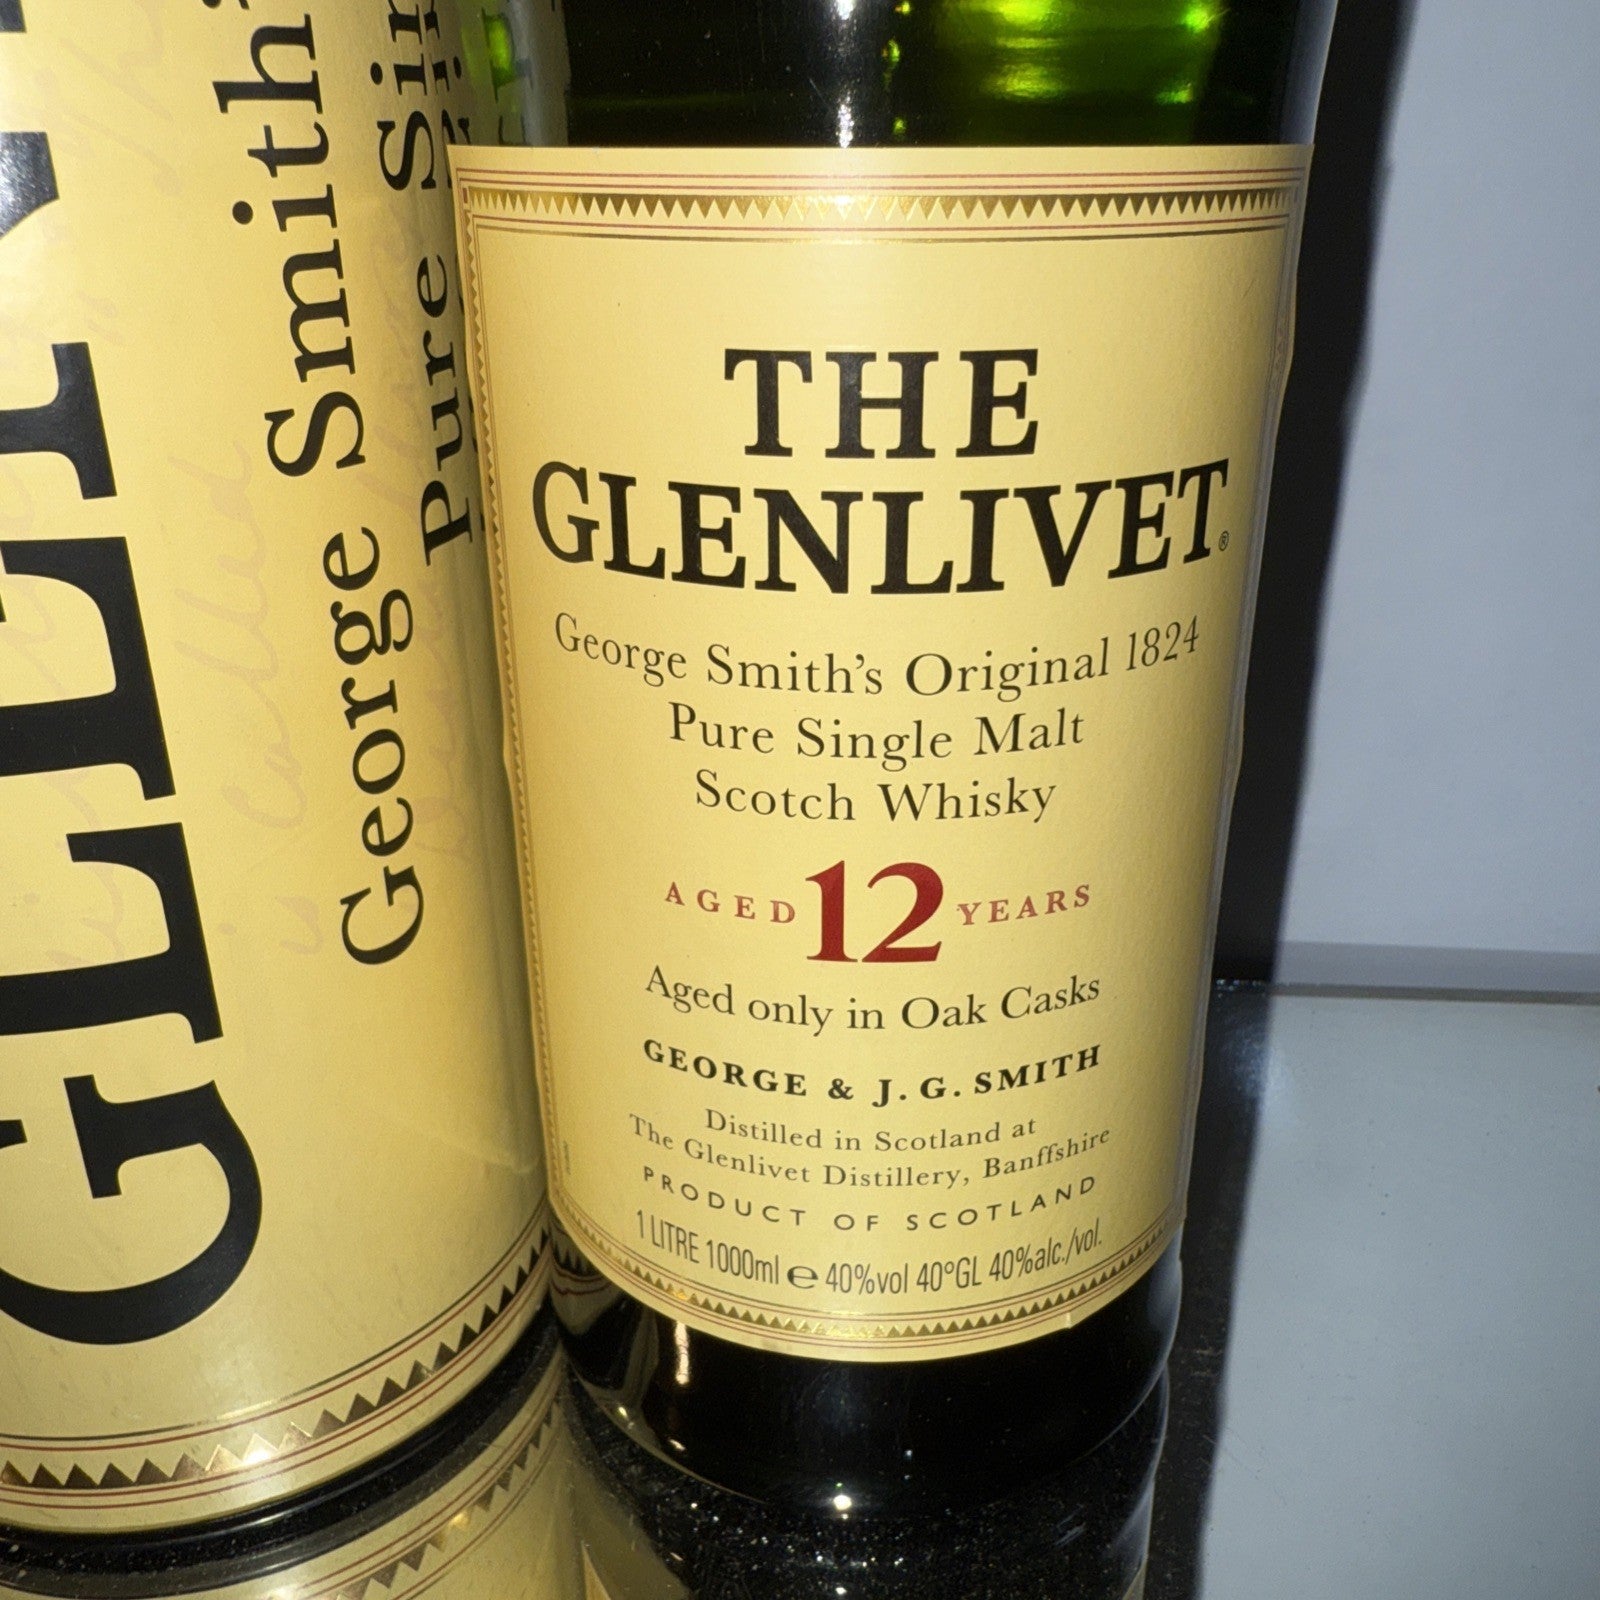 GLEN
George Smith'
Pure Sin
THE
GLENLIVET®
George Smith's Original 1824
Pure Single Malt
Scotch Whisky
AGED 12 YEARS
Aged only in Oak Casks
GEORGE & J. G. SMITH
Distilled in Scotland at
The Glenlivet Distillery, Banffshire
PRODUCT OF SCOTLAND
1 LITRE 1000ml e 40%vol 40°GL 40%alc./vol.